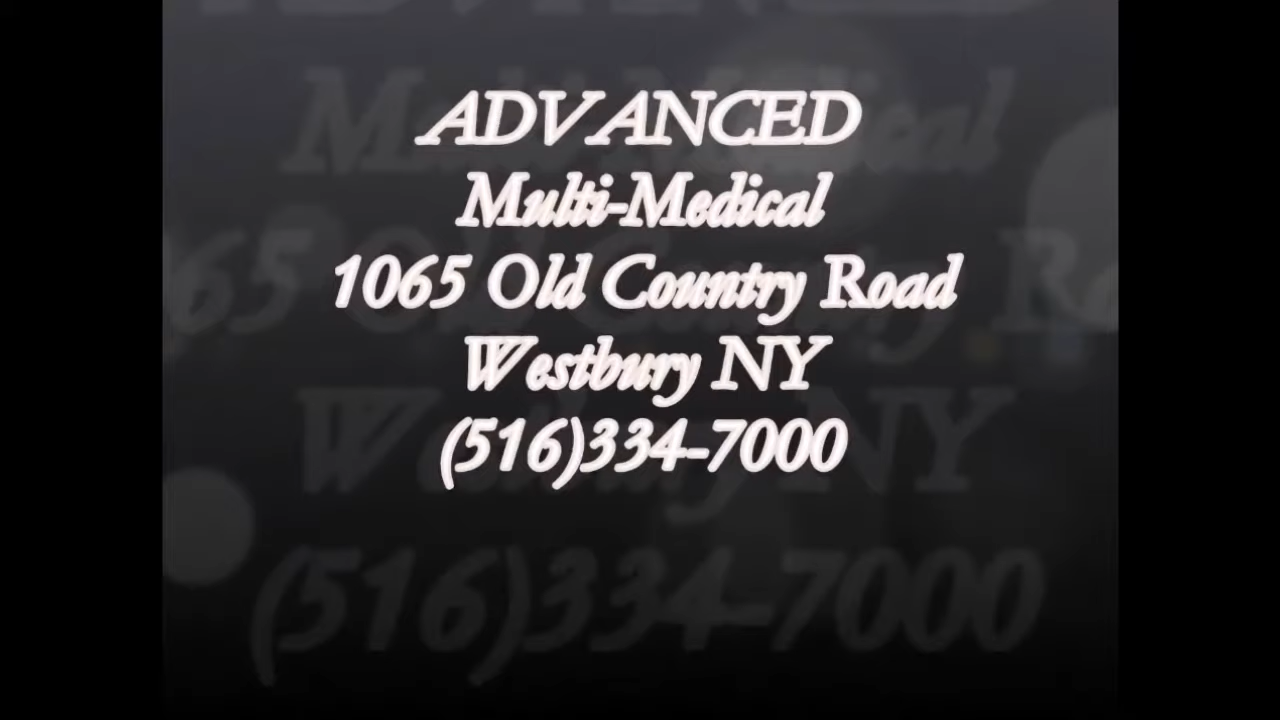 ADVANCED
Multi-Medical
1065 Old Country Road
Westbury NY
(516)334-7000